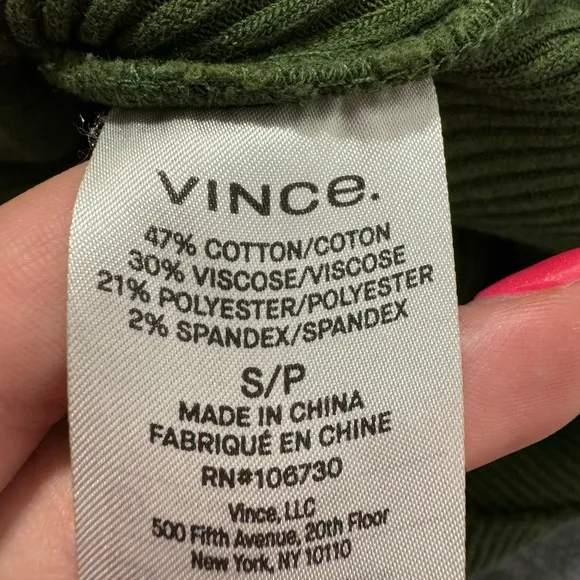 VINCe.
47% COTTON/COTON
30% VISCOSE/VISCOSE
21% POLYESTER/POLYESTER
2% SPANDEX/SPANDEX
S/P
MADE IN CHINA
FABRIQUÉ EN CHINE
RN#106730
Vince, LLC
500 Fifth Avenue, 20th Floor
New York, NY 10110